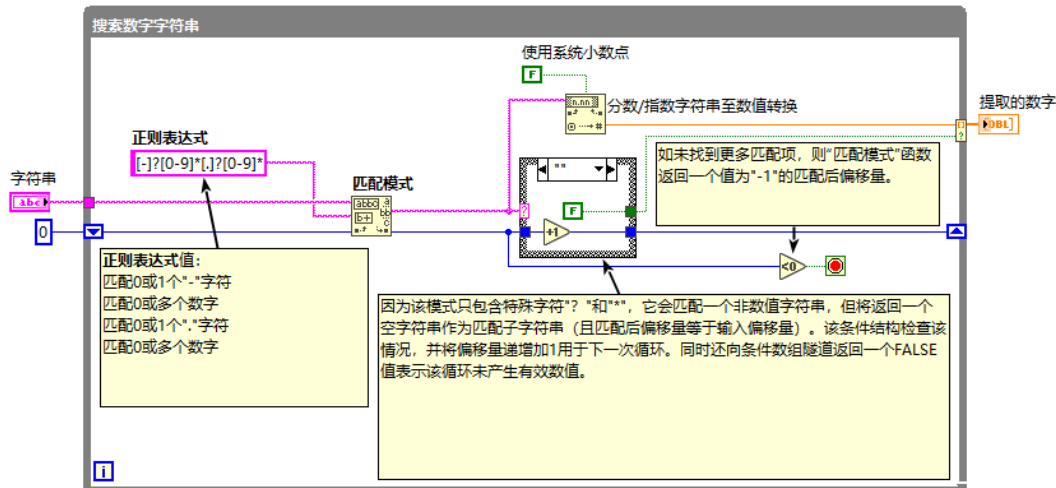 搜索数字字符串
使用系统小数点
F
n.nn
分数/指数字符串至数值转换
提取的数字
DBL
?
正则表达式
[-]?[0-9]*[.]?[0-9]*
如未找到更多匹配项，则“匹配模式”函数
返回一个值为"-1"的匹配后偏移量。
字符串
abc
匹配模式
""
?
F
0
+1
<0
正则表达式值：
匹配0或1个"-"字符
匹配0或多个数字
匹配0或1个"."字符
匹配0或多个数字
因为该模式只包含特殊字符"？"和"*"，它会匹配一个非数值字符串，但将返回一个
空字符串作为匹配子字符串（且匹配后偏移量等于输入偏移量）。该条件结构检查该
情况，并将偏移量递增加1用于下一次循环。同时还向条件数组隧道返回一个FALSE
值表示该循环未产生有效数值。
i